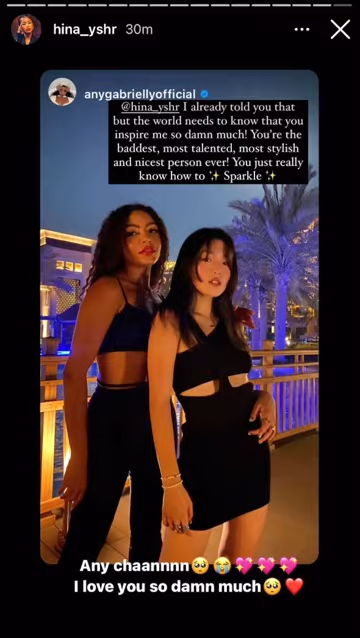 hina_yshr 30m
anygabriellyofficial
@hina_yshr I already told you that
but the world needs to know that you
inspire me so damn much! You're the
baddest, most talented, most stylish
and nicest person ever! You just really
know how to ✨ Sparkle ✨
Any chaannnn🥺😭💖💖💖
I love you so damn much🥺❤️